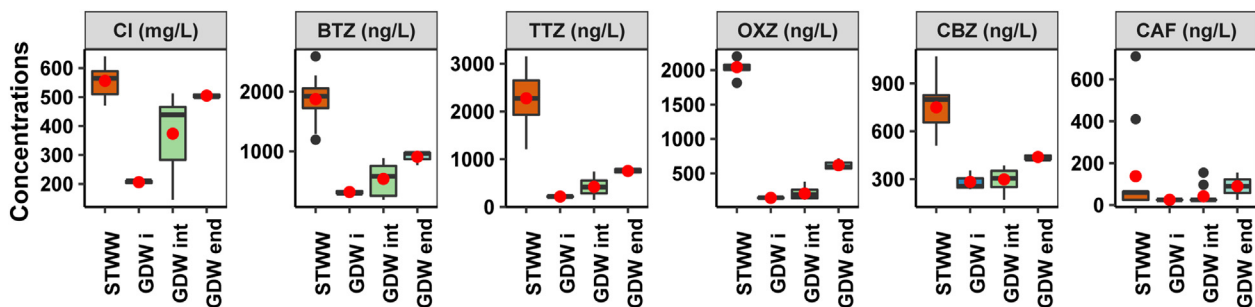 Concentrations
Cl (mg/L)
600
500
400
300
200
STWW
GDW i
GDW int
GDW end
BTZ (ng/L)
2000
1000
STWW
GDW i
GDW int
GDW end
TTZ (ng/L)
3000
2000
1000
0
STWW
GDW i
GDW int
GDW end
OXZ (ng/L)
2000
1500
1000
500
0
STWW
GDW i
GDW int
GDW end
CBZ (ng/L)
900
600
300
STWW
GDW i
GDW int
GDW end
CAF (ng/L)
600
400
200
0
STWW
GDW i
GDW int
GDW end